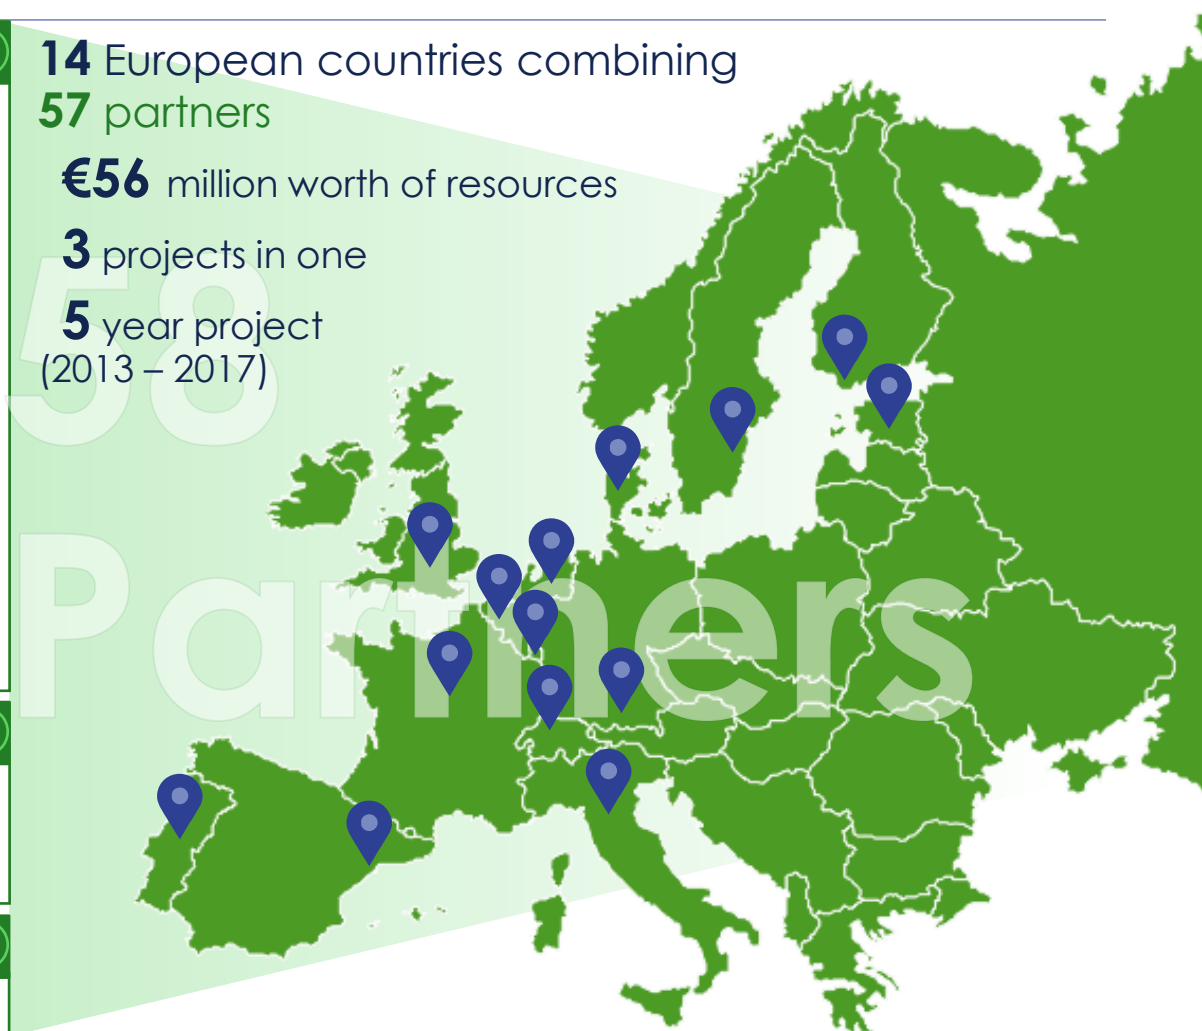 14 European countries combining
57 partners
€56 million worth of resources
3 projects in one
5 year project
(2013 – 2017)
58
Partners